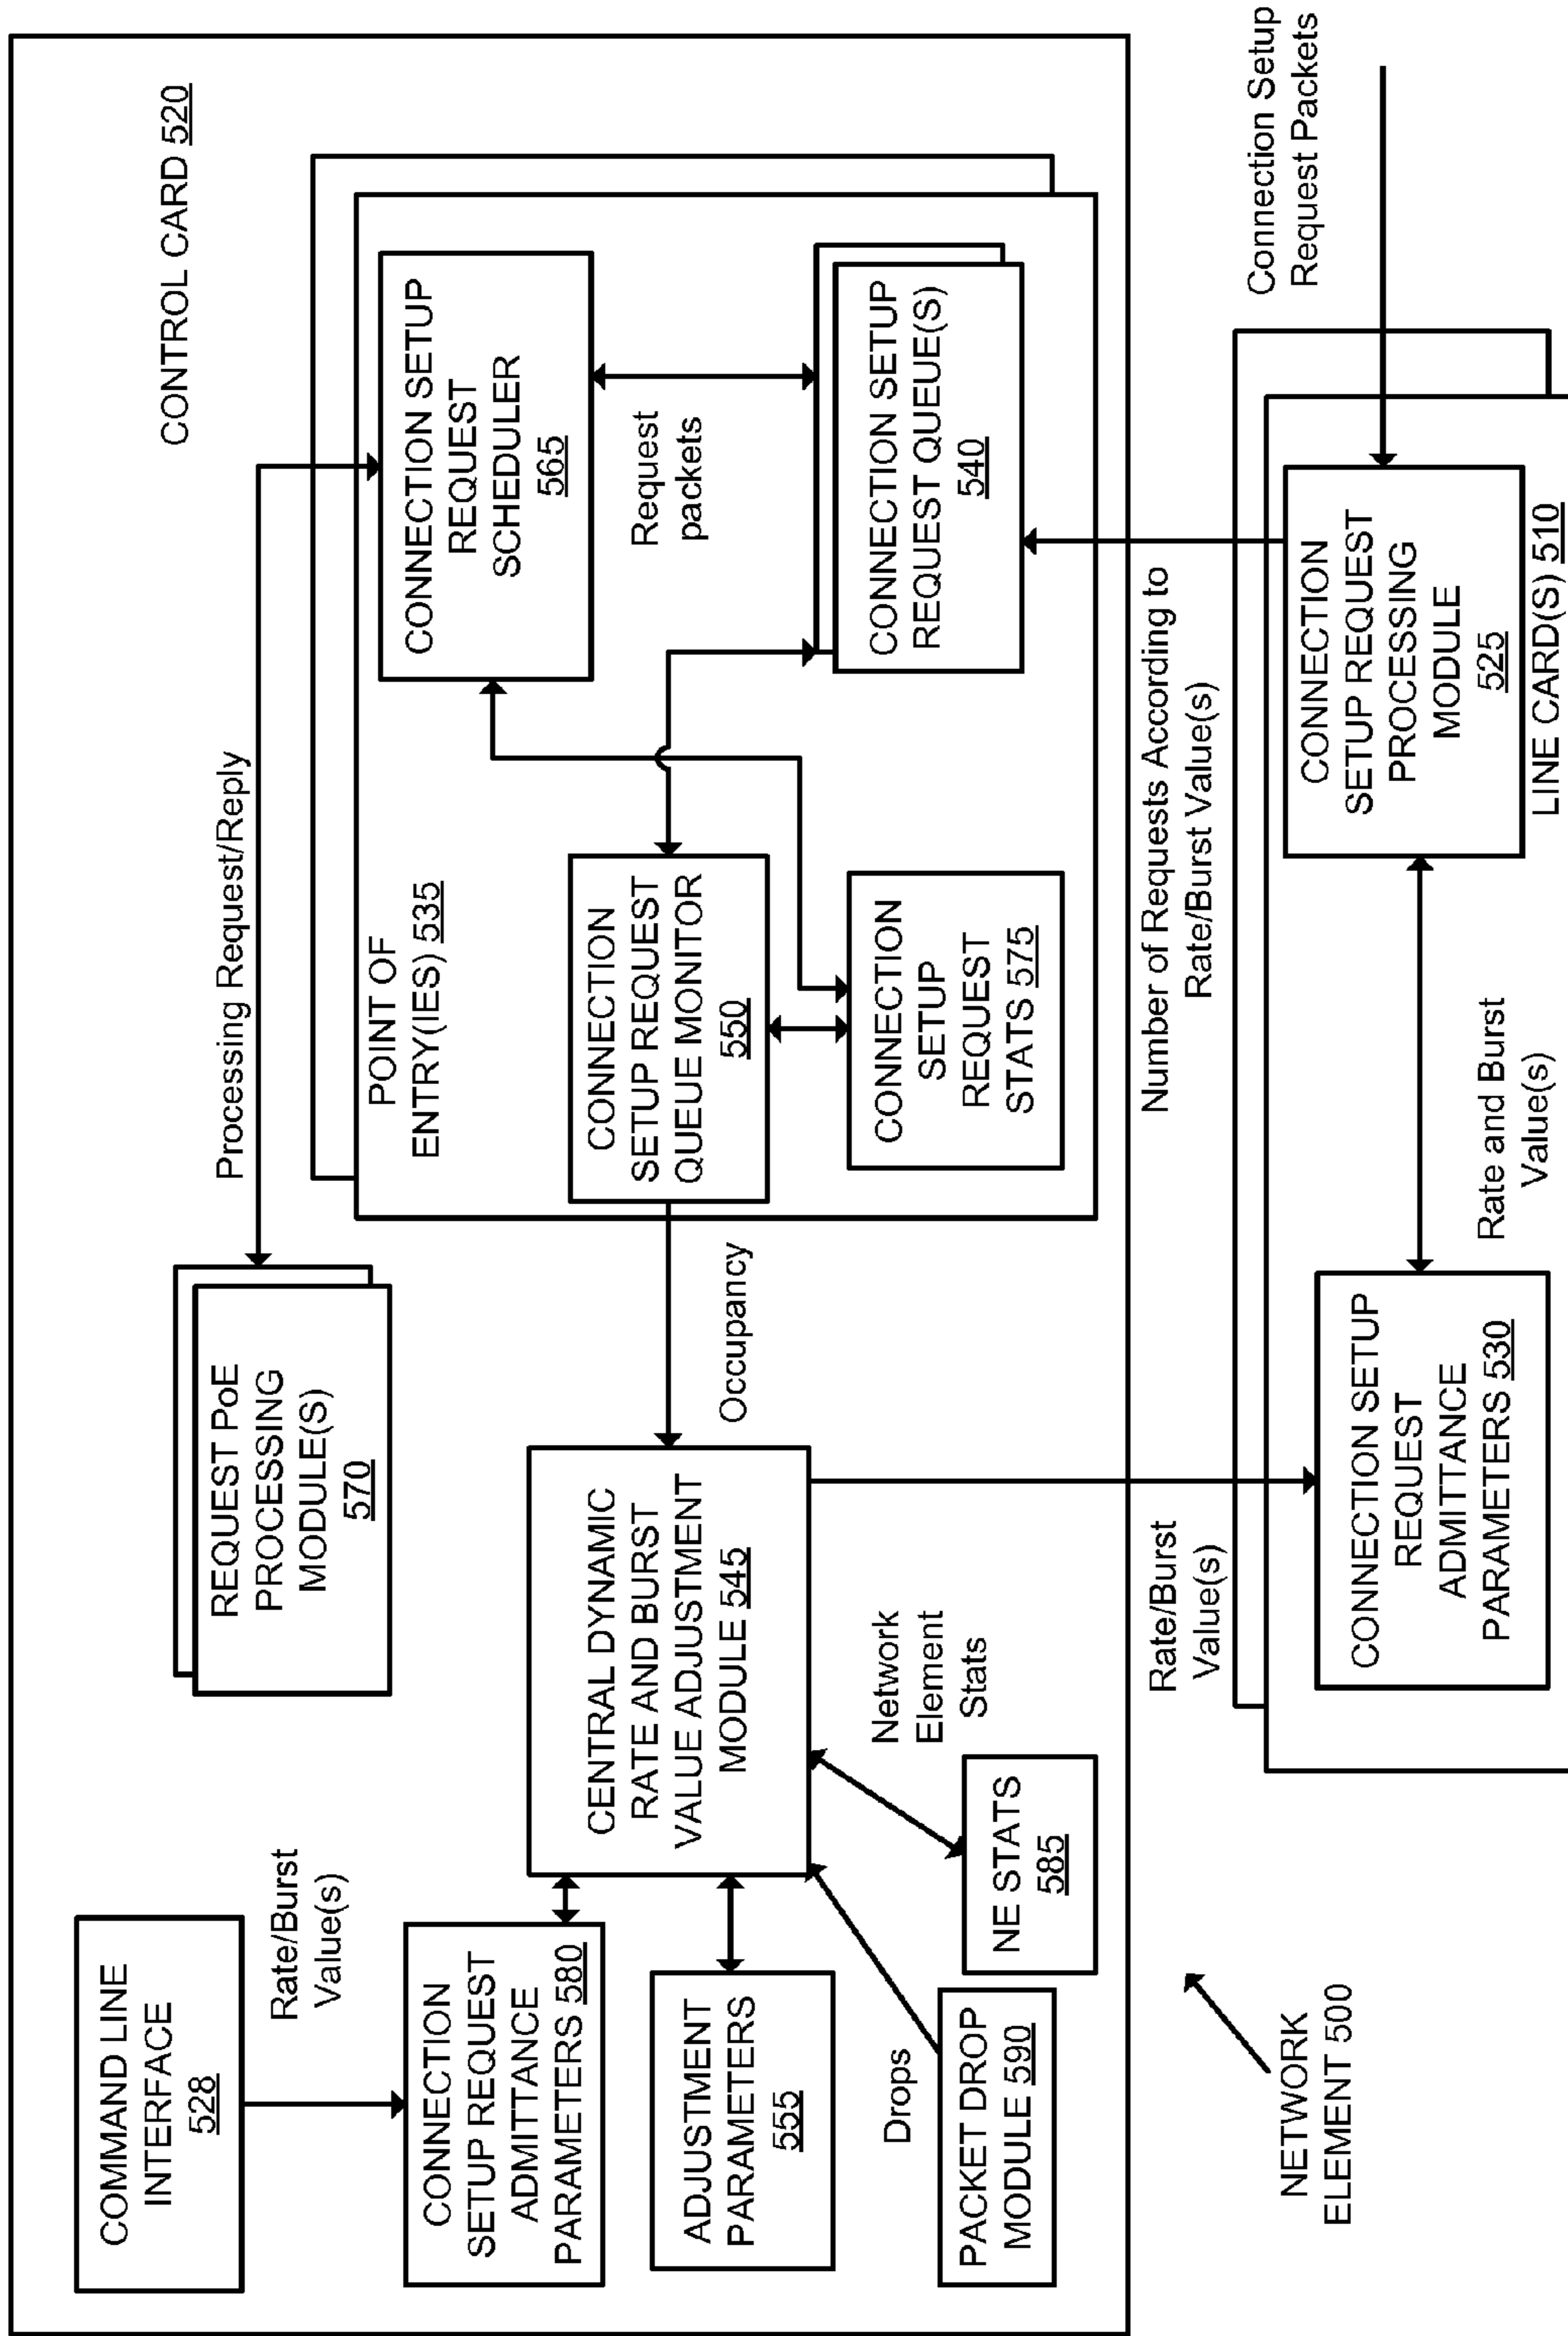 CONTROL CARD 520
COMMAND LINE
INTERFACE
528
Rate/Burst
Value(s)
CONNECTION
SETUP REQUEST
ADMITTANCE
PARAMETERS 580
ADJUSTMENT
PARAMETERS
555
Drops
PACKET DROP
MODULE 590
REQUEST PoE
PROCESSING
MODULE(S)
570
CENTRAL DYNAMIC
RATE AND BURST
VALUE ADJUSTMENT
MODULE 545
Network
Element
Stats
NE STATS
585
Occupancy
Processing Request/Reply
POINT OF
ENTRY(IES) 535
CONNECTION
SETUP REQUEST
QUEUE MONITOR
550
CONNECTION
SETUP
REQUEST
STATS 575
CONNECTION SETUP
REQUEST
SCHEDULER
565
Request
packets
CONNECTION SETUP
REQUEST QUEUE(S)
540
Rate/Burst
Value(s)
Number of Requests According to
Rate/Burst Value(s)
Connection Setup
Request Packets
CONNECTION SETUP
REQUEST
ADMITTANCE
PARAMETERS 530
Rate and Burst
Value(s)
CONNECTION
SETUP REQUEST
PROCESSING
MODULE
525
LINE CARD(S) 510
NETWORK
ELEMENT 500